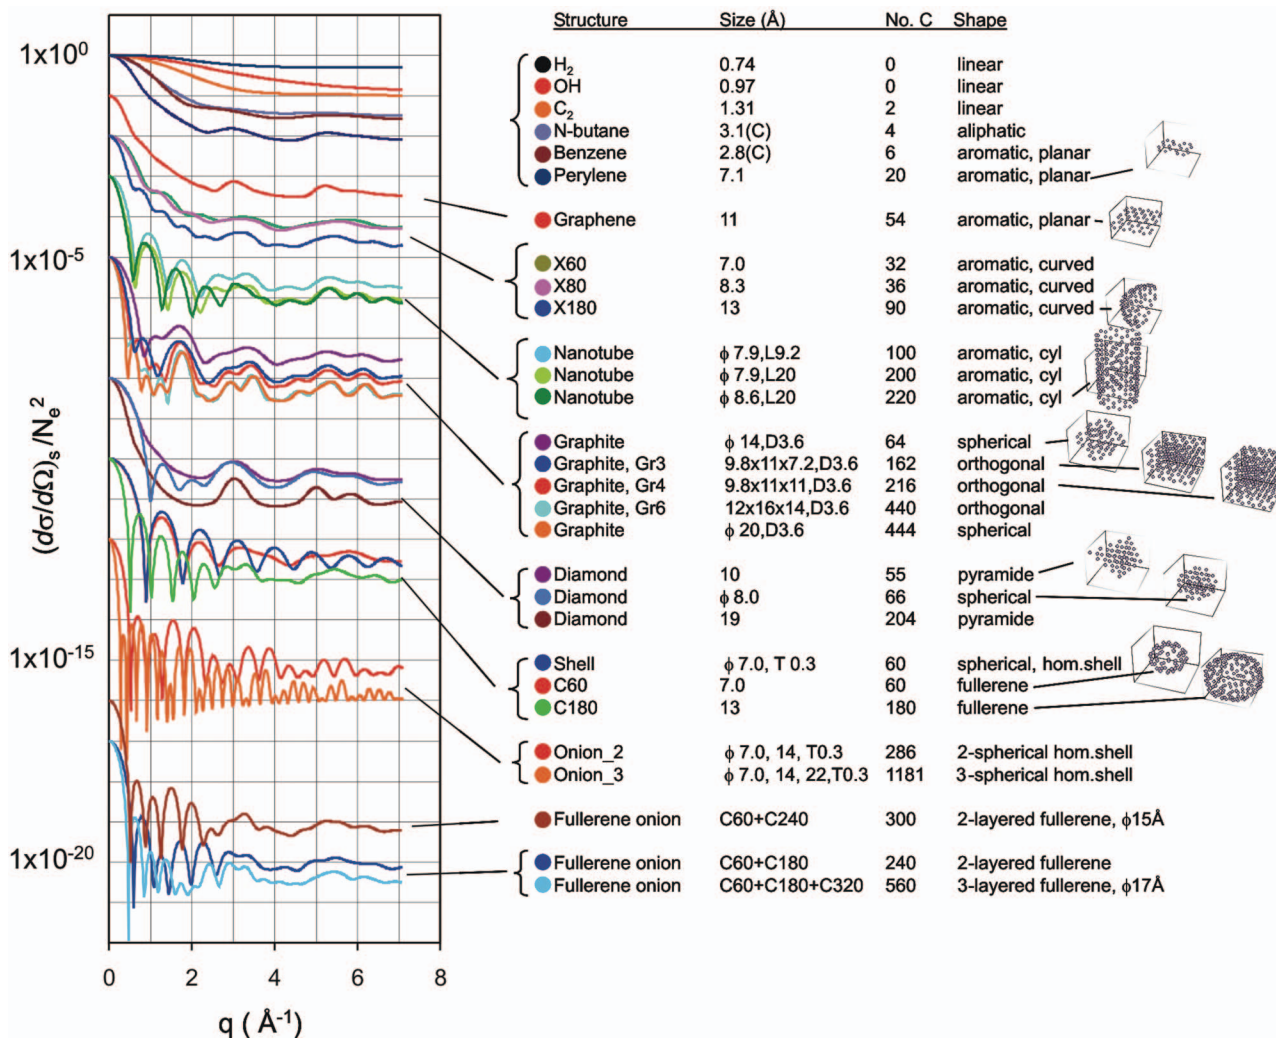 Structure Size (Å) No. C Shape
H2 0.74 0 linear
OH 0.97 0 linear
C2 1.31 2 linear
N-butane 3.1(C) 4 aliphatic
Benzene 2.8(C) 6 aromatic, planar
Perylene 7.1 20 aromatic, planar
Graphene 11 54 aromatic, planar
X60 7.0 32 aromatic, curved
X80 8.3 36 aromatic, curved
X180 13 90 aromatic, curved
Nanotube ϕ 7.9,L9.2 100 aromatic, cyl
Nanotube ϕ 7.9,L20 200 aromatic, cyl
Nanotube ϕ 8.6,L20 220 aromatic, cyl
Graphite ϕ 14,D3.6 64 spherical
Graphite, Gr3 9.8x11x7.2,D3.6 162 orthogonal
Graphite, Gr4 9.8x11x11,D3.6 216 orthogonal
Graphite, Gr6 12x16x14,D3.6 440 orthogonal
Graphite ϕ 20,D3.6 444 spherical
Diamond 10 55 pyramide
Diamond ϕ 8.0 66 spherical
Diamond 19 204 pyramide
Shell ϕ 7.0, T 0.3 60 spherical, hom.shell
C60 7.0 60 fullerene
C180 13 180 fullerene
Onion_2 ϕ 7.0, 14, T0.3 286 2-spherical hom.shell
Onion_3 ϕ 7.0, 14, 22,T0.3 1181 3-spherical hom.shell
Fullerene onion C60+C240 300 2-layered fullerene, ϕ15Å
Fullerene onion C60+C180 240 2-layered fullerene
Fullerene onion C60+C180+C320 560 3-layered fullerene, ϕ17Å
1x10^0
1x10^-5
1x10^-15
1x10^-20
(dσ/dΩ)s /Ne^2
0 2 4 6 8
q ( Å^-1)